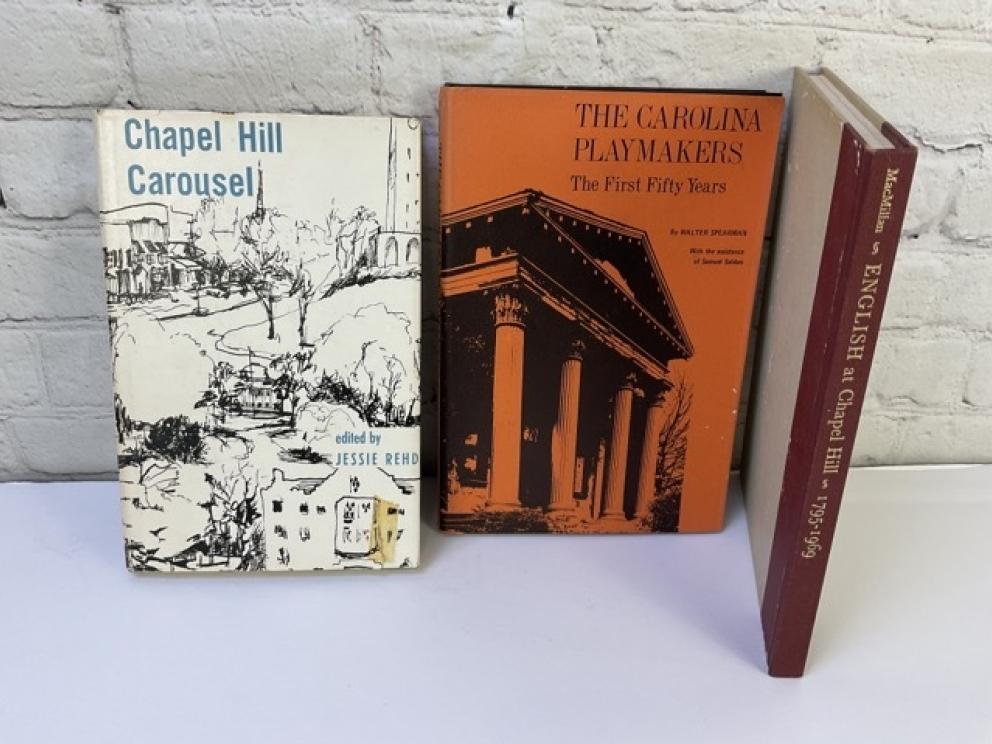 Chapel Hill
Carousel
edited by
JESSIE REHD
THE CAROLINA
PLAYMAKERS
The First Fifty Years
By WALTER SPEARMAN
With the assistance
of Samuel Selden
MacMillan § ENGLISH at Chapel Hill § 1795-1969